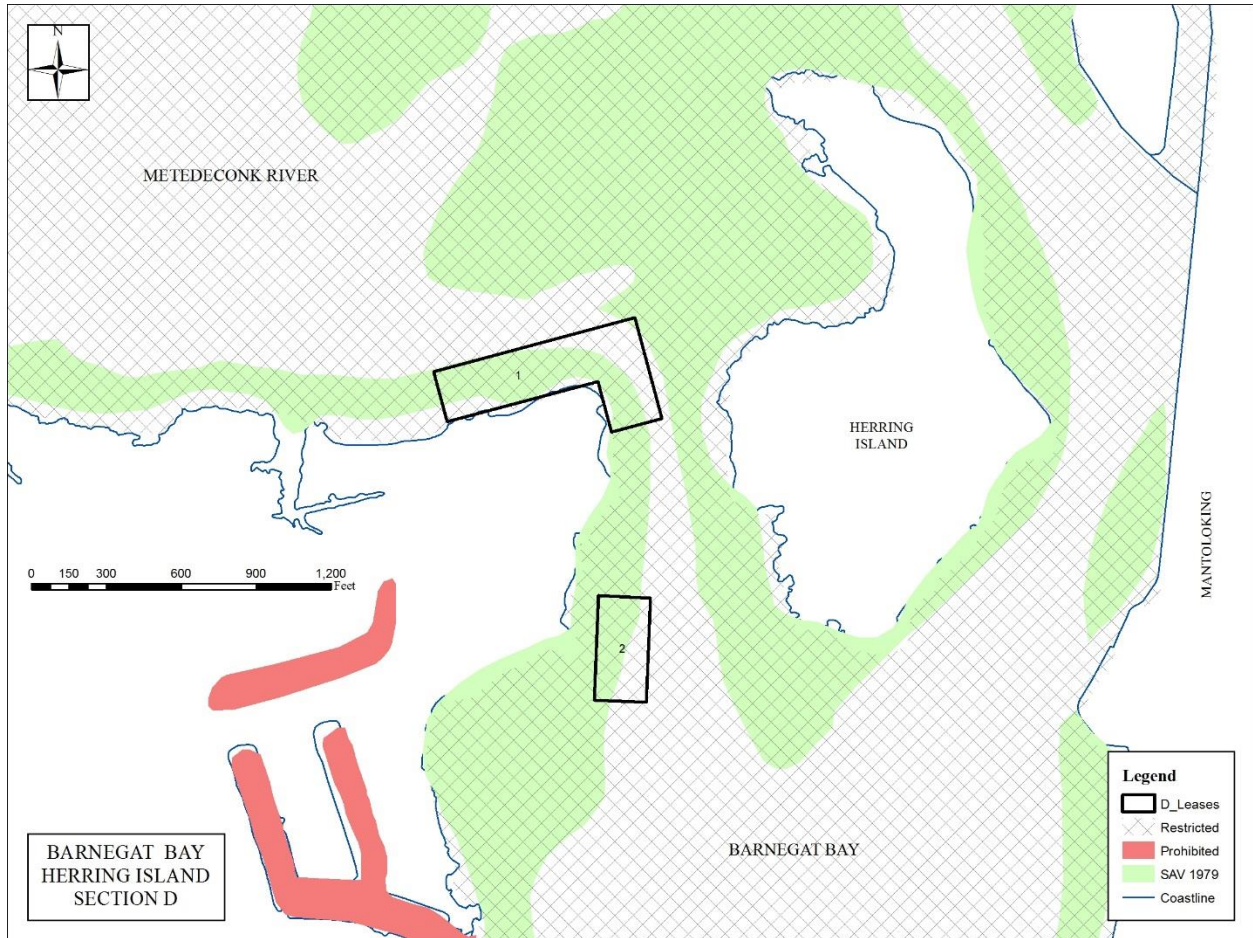 N
METEDECONK RIVER
1
HERRING
ISLAND
MANTOLOKING
0 150 300 600 900 1,200
Feet
2
BARNEGAT BAY
BARNEGAT BAY
HERRING ISLAND
SECTION D
Legend
D_Leases
Restricted
Prohibited
SAV 1979
Coastline